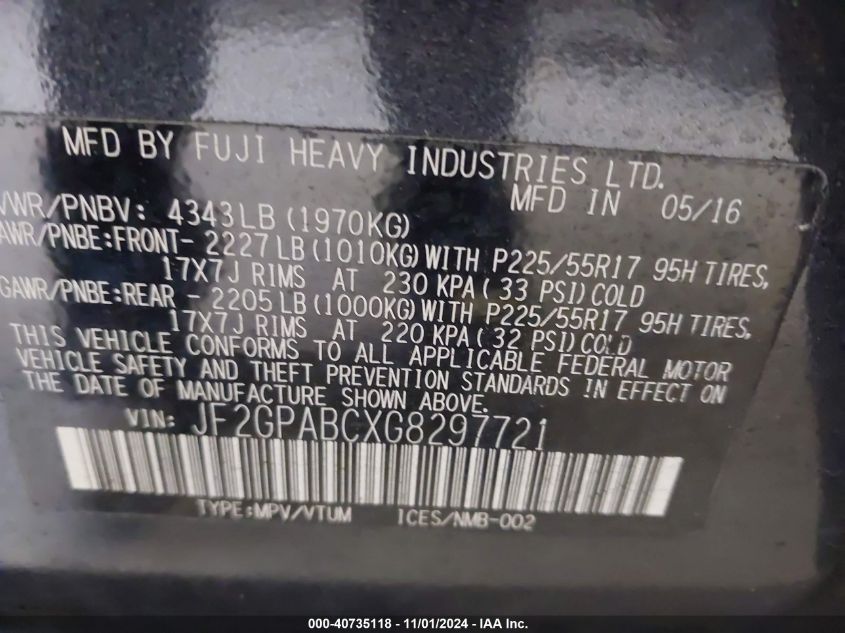 MFD BY FUJI HEAVY INDUSTRIES LTD.
MFD IN 05/16
VWR/PNBV: 4343LB (1970KG)
AWR/PNBE:FRONT- 2227LB(1010KG)WITH P225/55R17 95H TIRES,
17X7J RIMS AT 230 KPA(33 PSI)COLD
GAWR/PNBE:REAR - 2205LB(1000KG)WITH P225/55R17 95H TIRES,
17X7J RIMS AT 220 KPA(32 PSI)COLD
THIS VEHICLE CONFORMS TO ALL APPLICABLE FEDERAL MOTOR
VEHICLE SAFETY AND THEFT PREVENTION STANDARDS IN EFFECT ON
THE DATE OF MANUFACTURE SHOWN ABOVE.
VIN: JF2GPABCXG8297721
TYPE:MPV/VTUM ICES/NMB-002
000-40735118 - 11/01/2024 - IAA Inc.